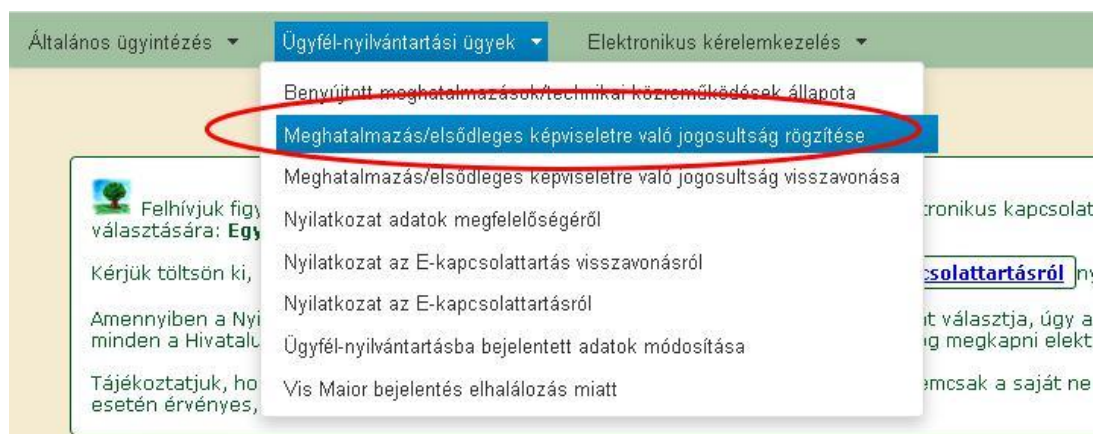 Általános ügyintézés
Ügyfél-nyilvántartási ügyek
Elektronikus kérelemkezelés
Benyújtott meghatalmazások/technikai közreműködések állapota
Meghatalmazás/elsődleges képviseletre való jogosultság rögzítése
Meghatalmazás/elsődleges képviseletre való jogosultság visszavonása
Nyilatkozat adatok megfelelőségéről
Nyilatkozat az E-kapcsolattartás visszavonásról
Nyilatkozat az E-kapcsolattartásról
Ügyfél-nyilvántartásba bejelentett adatok módosítása
Vis Maior bejelentés elhalálozás miatt
Felhívjuk figy tronikus kapcsolat
választására: Egy
Kérjük töltsön ki, csolattartásról ny
Amennyiben a Nyi t választja, úgy a
minden a Hivatalu g megkapni elekt
Tájékoztatjuk, ho emcsak a saját ne
esetén érvényes,